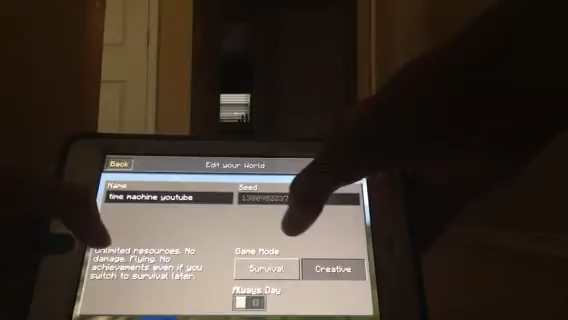 Back
Edit your World
Name
Seed
time machine youtube
Unlimited resources. No
damage. Flying. No
achievements even if you
switch to survival later.
Game Mode
Survival
Creative
Always Day